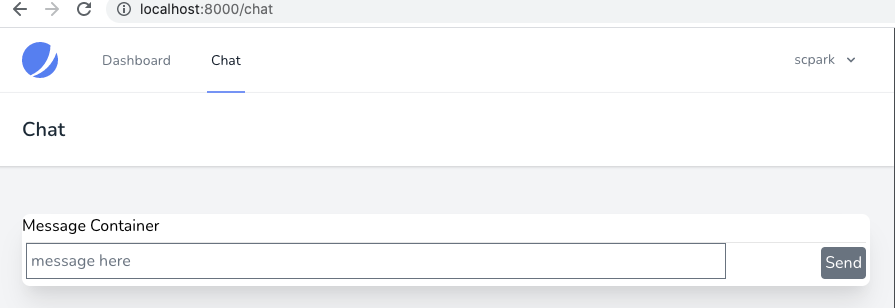 localhost:8000/chat
Dashboard Chat scpark
Chat
Message Container
message here Send